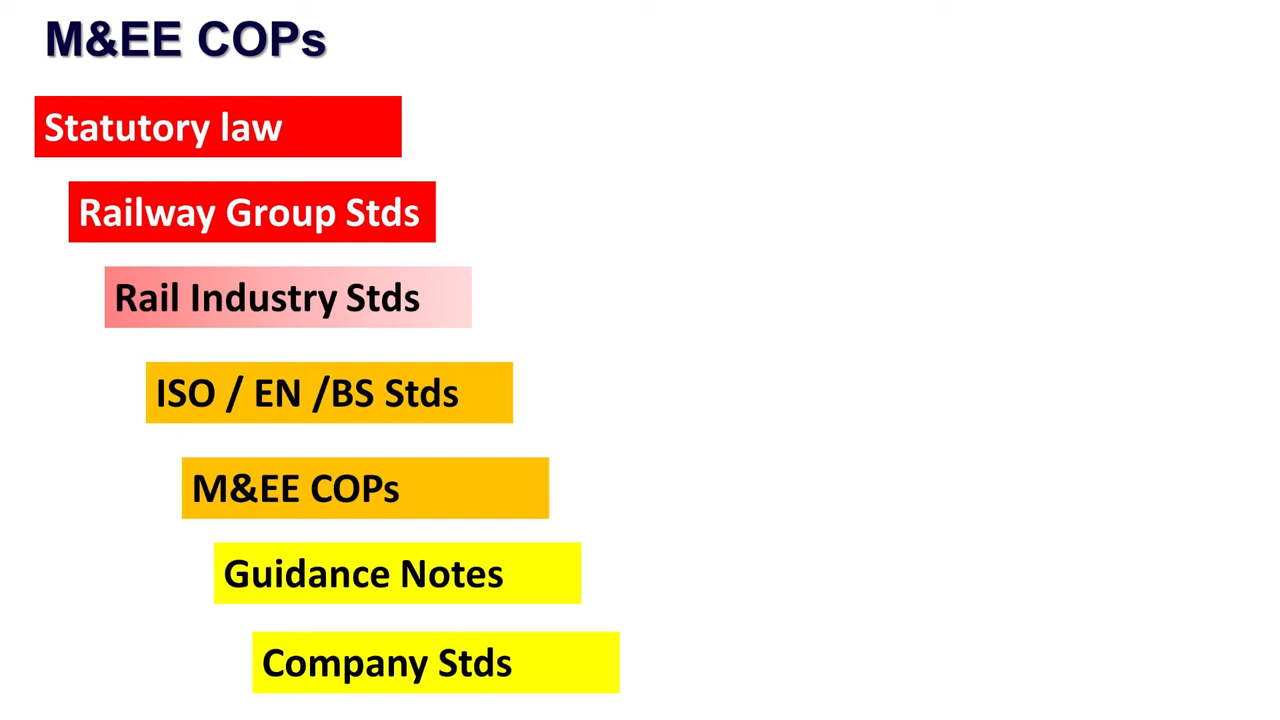 M&EE COPs
Statutory law
Railway Group Stds
Rail Industry Stds
ISO / EN /BS Stds
M&EE COPs
Guidance Notes
Company Stds